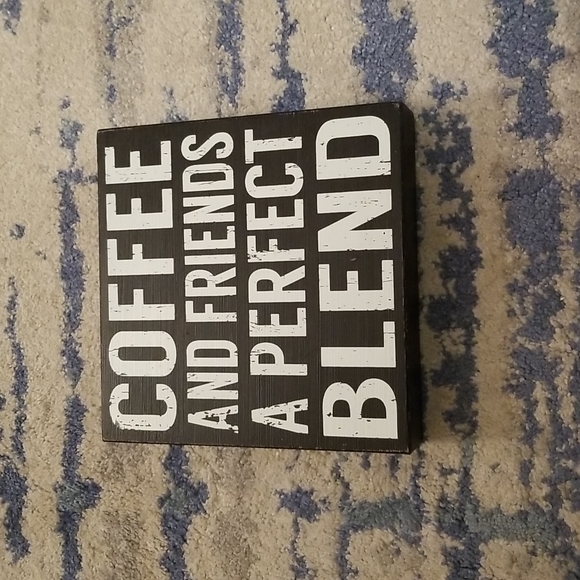 COFFEE
AND FRIENDS
A PERFECT
BLEND